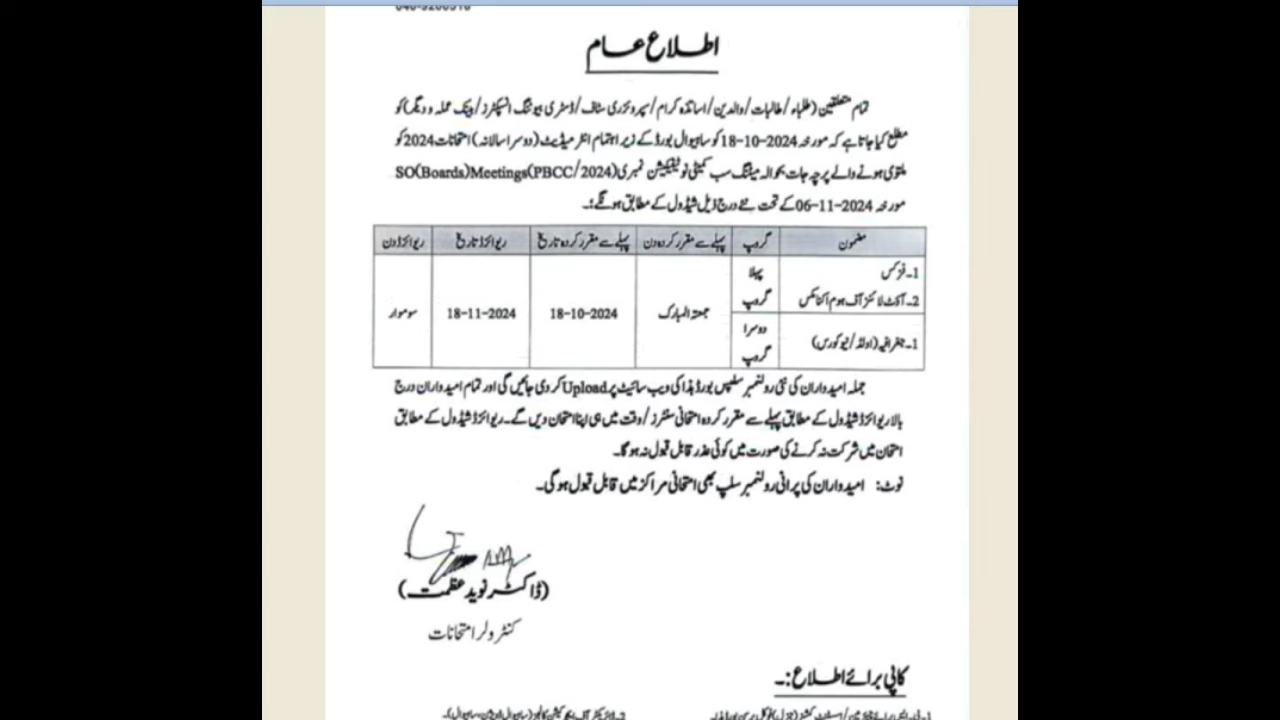 اطلاع عام
تمام متعلقین (طلباء/طالبات/والدین/اساتذہ کرام/سپروائزری سٹاف/ڈسٹری بیوٹنگ انسپکٹرز/بینک عملہ و دیگر) کو
مطلع کیا جاتا ہے کہ مورخہ 18-10-2024 کو ساہیوال بورڈ کے زیر اہتمام انٹرمیڈیٹ (دوسرا سالانہ) امتحانات 2024 کو
ملتوی ہونے والے پرچہ جات بحوالہ میٹنگ سب کمیٹی نوٹیفکیشن نمبری SO(Boards)Meetings(PBCC/2024)
مورخہ 06-11-2024 کے تحت نئے درج ذیل شیڈول کے مطابق ہونگے:۔
مضمون گروپ پہلے سے مقرر کردہ دن پہلے سے مقرر کردہ تاریخ ریوائزڈ تاریخ ریوائزڈ دن
1۔ فزکس
2۔ آؤٹ لائنز آف ہوم اکنامکس
پہلا
گروپ
جمعتہ المبارک 18-10-2024 18-11-2024 سوموار
1۔ جغرافیہ (اولڈ/نیو کورس)
دوسرا
گروپ
جملہ امیدواران کی نئی رولنمبر سلپس بورڈ ہذا کی ویب سائیٹ پر Upload کر دی جائیں گی اور تمام امیدواران درج
بالا ریوائزڈ شیڈول کے مطابق پہلے سے مقرر کردہ امتحانی سنٹرز/وقت میں ہی اپنا امتحان دیں گے۔ ریوائزڈ شیڈول کے مطابق
امتحان میں شرکت نہ کرنے کی صورت میں کوئی عذر قابل قبول نہ ہوگا۔
نوٹ: امیدواران کی پرانی رولنمبر سلپ بھی امتحانی مراکز میں قابل قبول ہوگی۔
(ڈاکٹر نوید عظمت)
کنٹرولر امتحانات
کاپی برائے اطلاع:۔